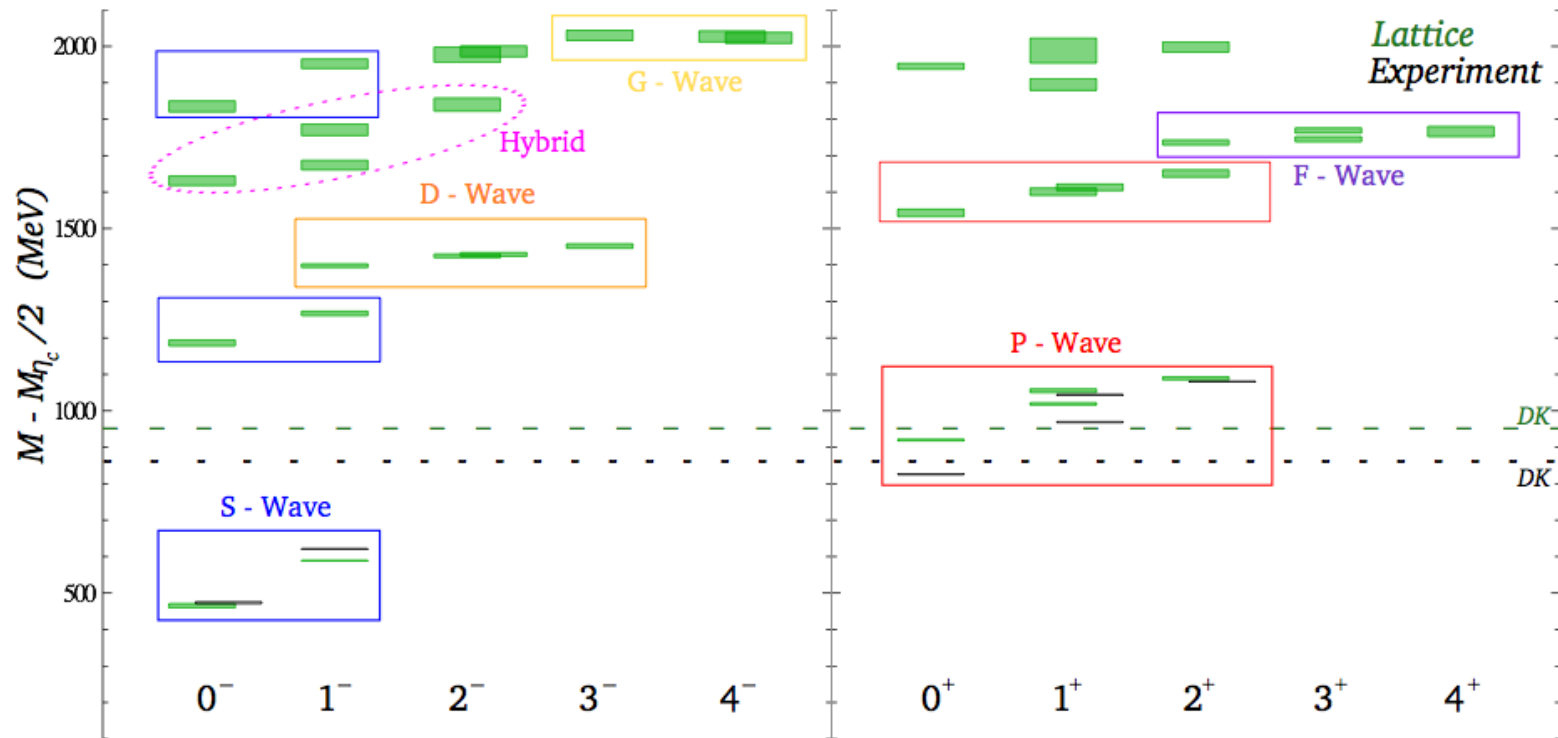 M - M_{η_c}/2 (MeV)
2000
1500
1000
500
G - Wave
Hybrid
D - Wave
S - Wave
Lattice
Experiment
F - Wave
P - Wave
DK
DK
0⁻ 1⁻ 2⁻ 3⁻ 4⁻ 0⁺ 1⁺ 2⁺ 3⁺ 4⁺